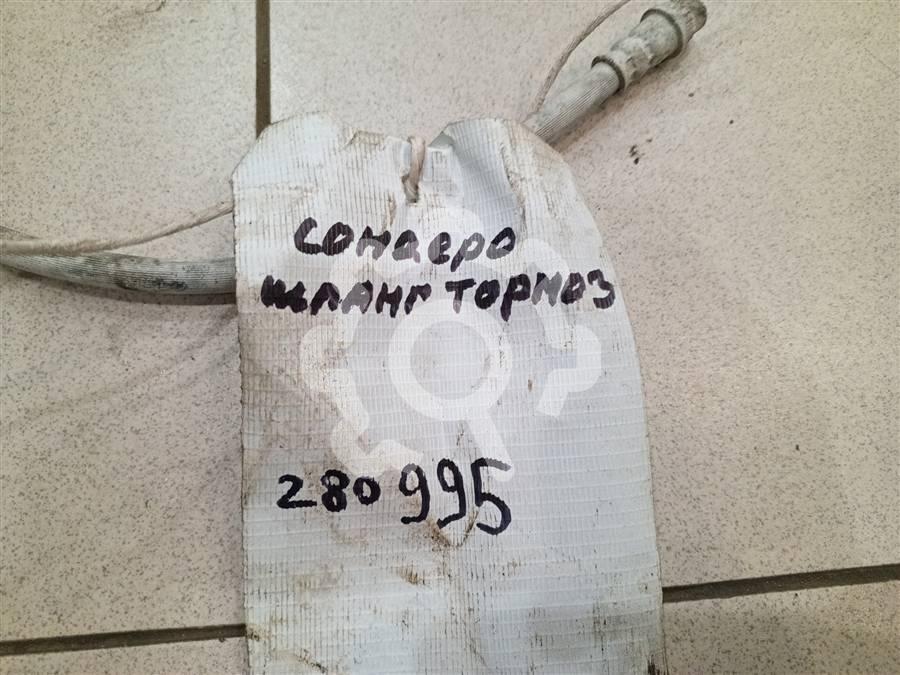 сондеро
шланг тормоз
280995